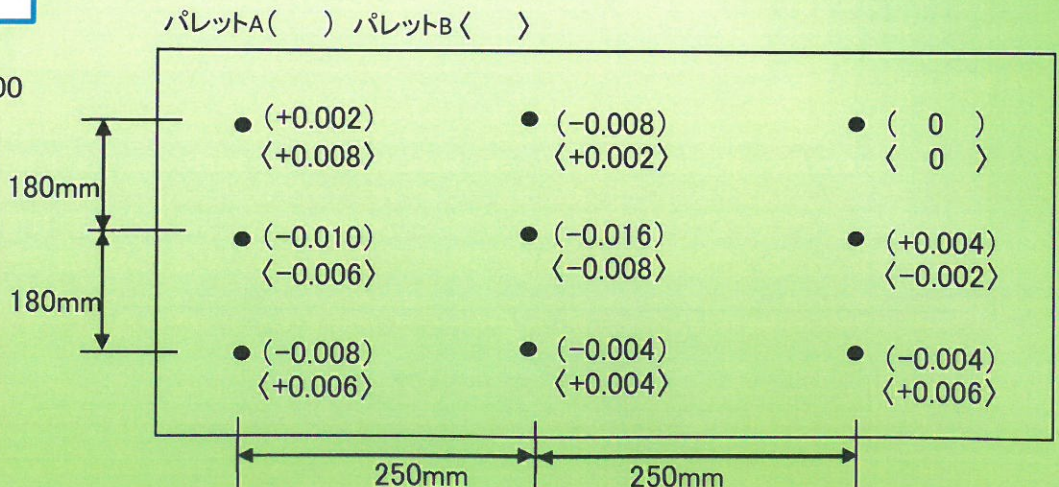 パレットA(　　) パレットB〈　　〉
00
(+0.002)
〈+0.008〉
(-0.008)
〈+0.002〉
(　0　)
〈　0　〉
180mm
(-0.010)
〈-0.006〉
(-0.016)
〈-0.008〉
(+0.004)
〈-0.002〉
180mm
(-0.008)
〈+0.006〉
(-0.004)
〈+0.004〉
(-0.004)
〈+0.006〉
250mm
250mm